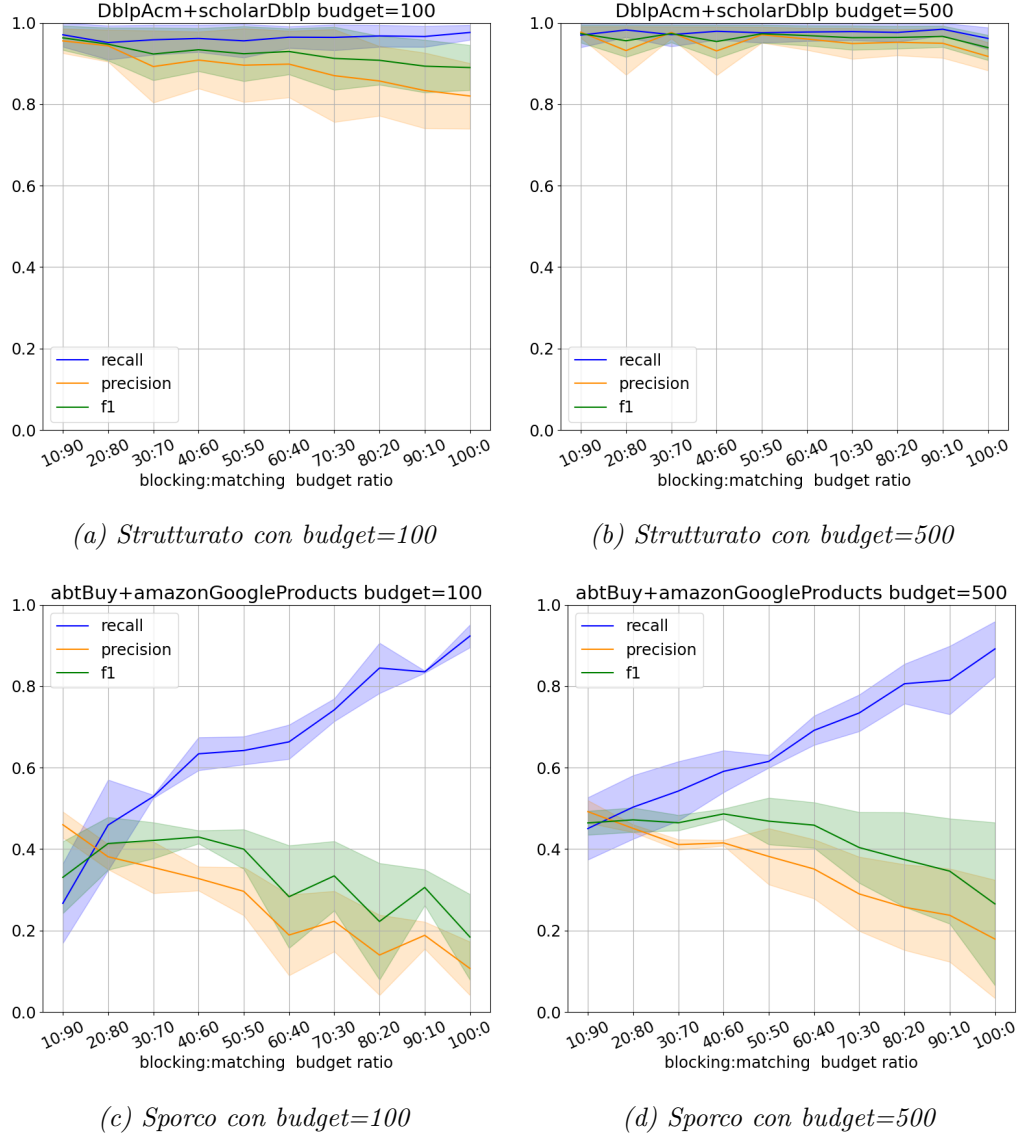 DblpAcm+scholarDblp budget=100
1.0
0.8
0.6
0.4
0.2
0.0
recall
precision
f1
10:90 20:80 30:70 40:60 50:50 60:40 70:30 80:20 90:10 100:0
blocking:matching budget ratio
(a) Strutturato con budget=100
DblpAcm+scholarDblp budget=500
1.0
0.8
0.6
0.4
0.2
0.0
recall
precision
f1
10:90 20:80 30:70 40:60 50:50 60:40 70:30 80:20 90:10 100:0
blocking:matching budget ratio
(b) Strutturato con budget=500
abtBuy+amazonGoogleProducts budget=100
1.0
0.8
0.6
0.4
0.2
0.0
recall
precision
f1
10:90 20:80 30:70 40:60 50:50 60:40 70:30 80:20 90:10 100:0
blocking:matching budget ratio
(c) Sporco con budget=100
abtBuy+amazonGoogleProducts budget=500
1.0
0.8
0.6
0.4
0.2
0.0
recall
precision
f1
10:90 20:80 30:70 40:60 50:50 60:40 70:30 80:20 90:10 100:0
blocking:matching budget ratio
(d) Sporco con budget=500